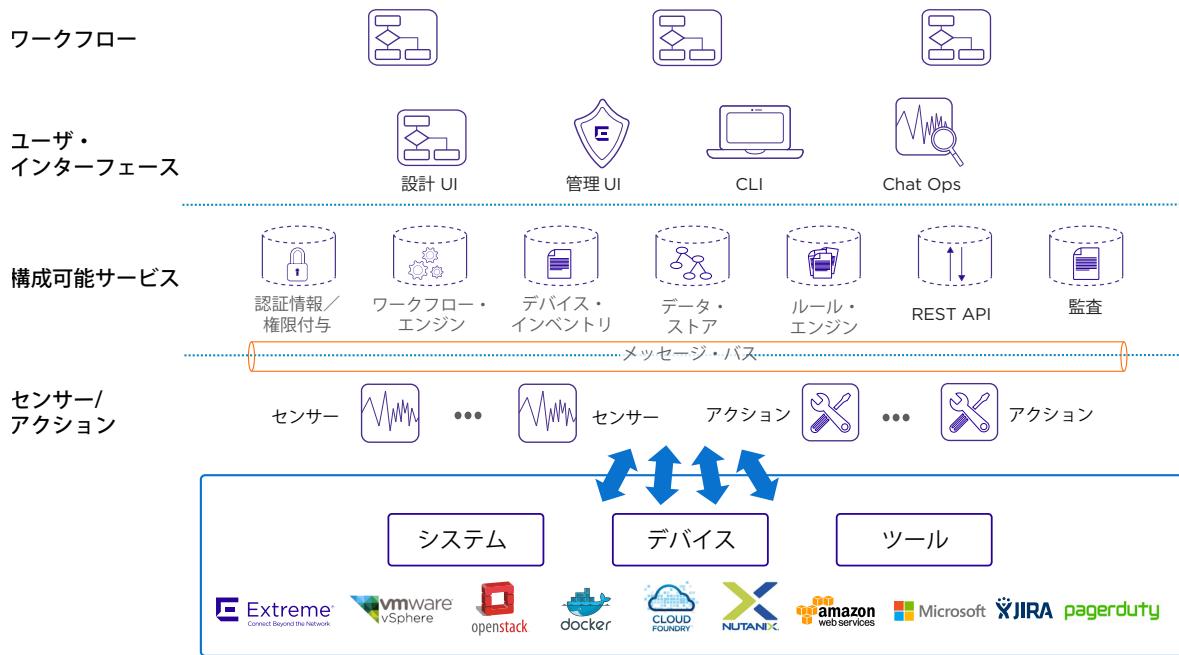 ワークフロー
ユーザ・
インターフェース
設計 UI
管理 UI
CLI
Chat Ops
構成可能サービス
認証情報／
権限付与
ワークフロー・
エンジン
デバイス・
インベントリ
データ・
ストア
ルール・
エンジン
REST API
監査
メッセージ・バス
センサー/
アクション
センサー
センサー
アクション
アクション
システム
デバイス
ツール
Extreme
Connect Beyond the Network
vmware
vSphere
openstack
docker
CLOUD
FOUNDRY
NUTANIX
amazon
web services
Microsoft
JIRA
pagerduty